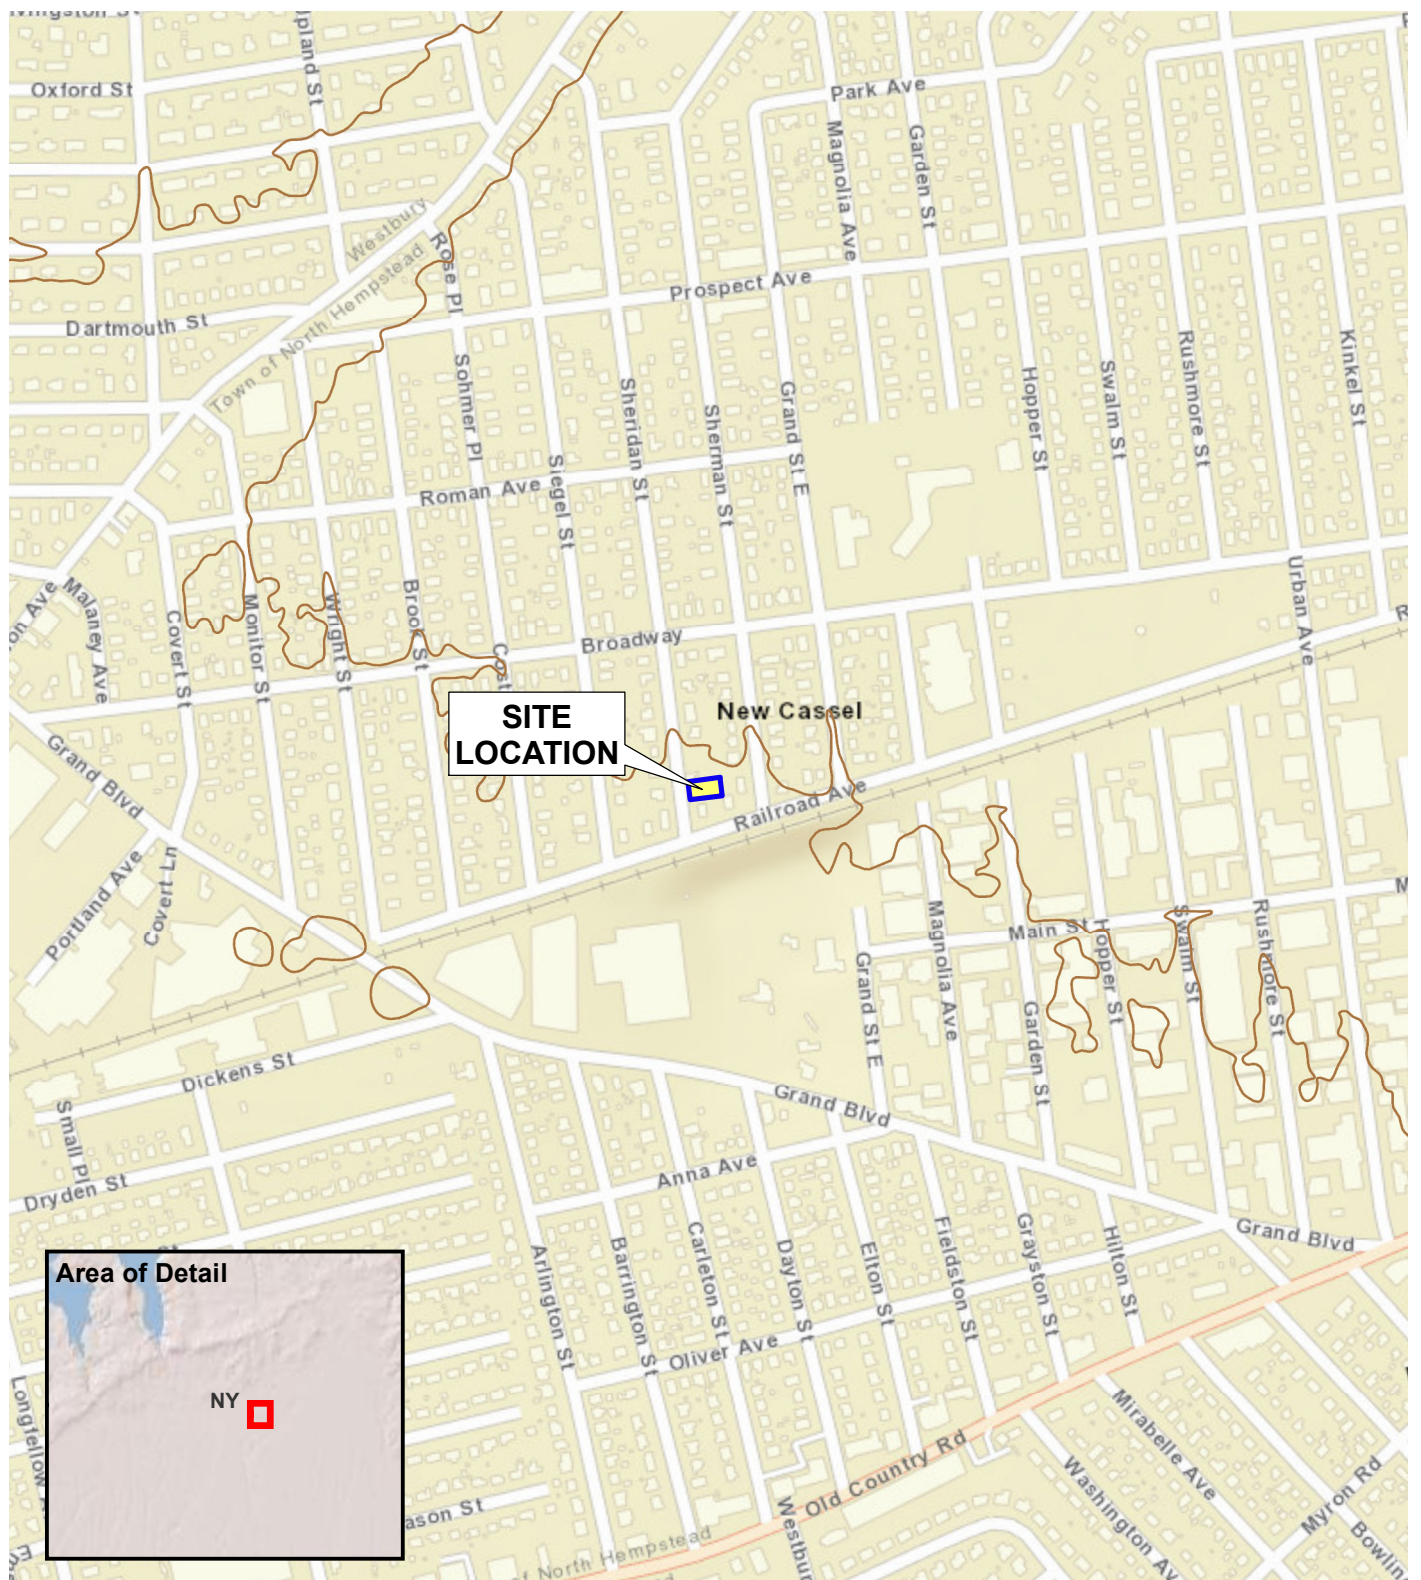 Oxford St
Park Ave
Magnolia Ave
Garden St
Westbury
Town of North Hempstead
Rose Pl
Prospect Ave
Dartmouth St
Sohmer Pl
Sheridan St
Sherman St
Grand St E
Hopper St
Swalm St
Rushmore St
Kinkel St
Siegel St
Roman Ave
Urban Ave
Malaney Ave
Covert St
Monitor St
Wright St
Brook St
Broadway
SITE
LOCATION
New Cassel
Grand Blvd
Railroad Ave
Portland Ave
Covert Ln
Main St
Magnolia Ave
Hopper St
Swalm St
Rushmore St
Grand St E
Garden St
Dickens St
Small Pl
Grand Blvd
Anna Ave
Dryden St
Arlington St
Barrington St
Carleton St
Dayton St
Elton St
Fieldston St
Grayston St
Hilton St
Grand Blvd
Area of Detail
NY
Oliver Ave
Old Country Rd
Mirabelle Ave
Myron Rd
of North Hempstead